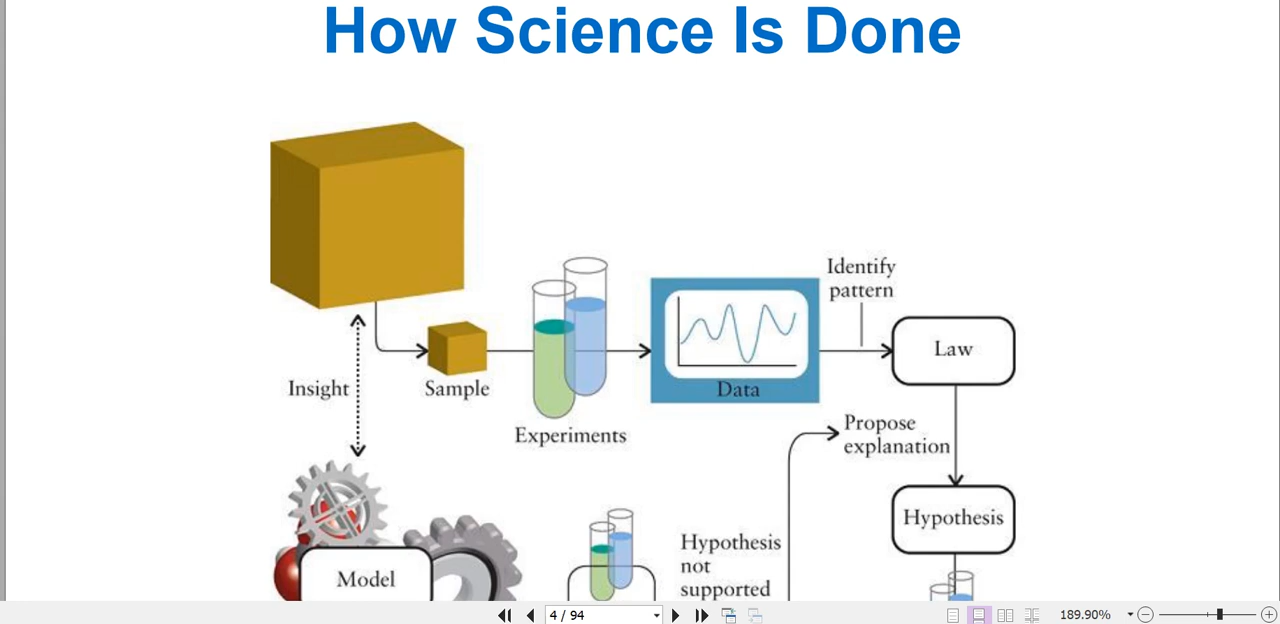 How Science Is Done
Identify
pattern
Law
Insight
Sample
Data
Experiments
Propose
explanation
Hypothesis
Hypothesis
not
supported
Model
4 / 94
189.90%